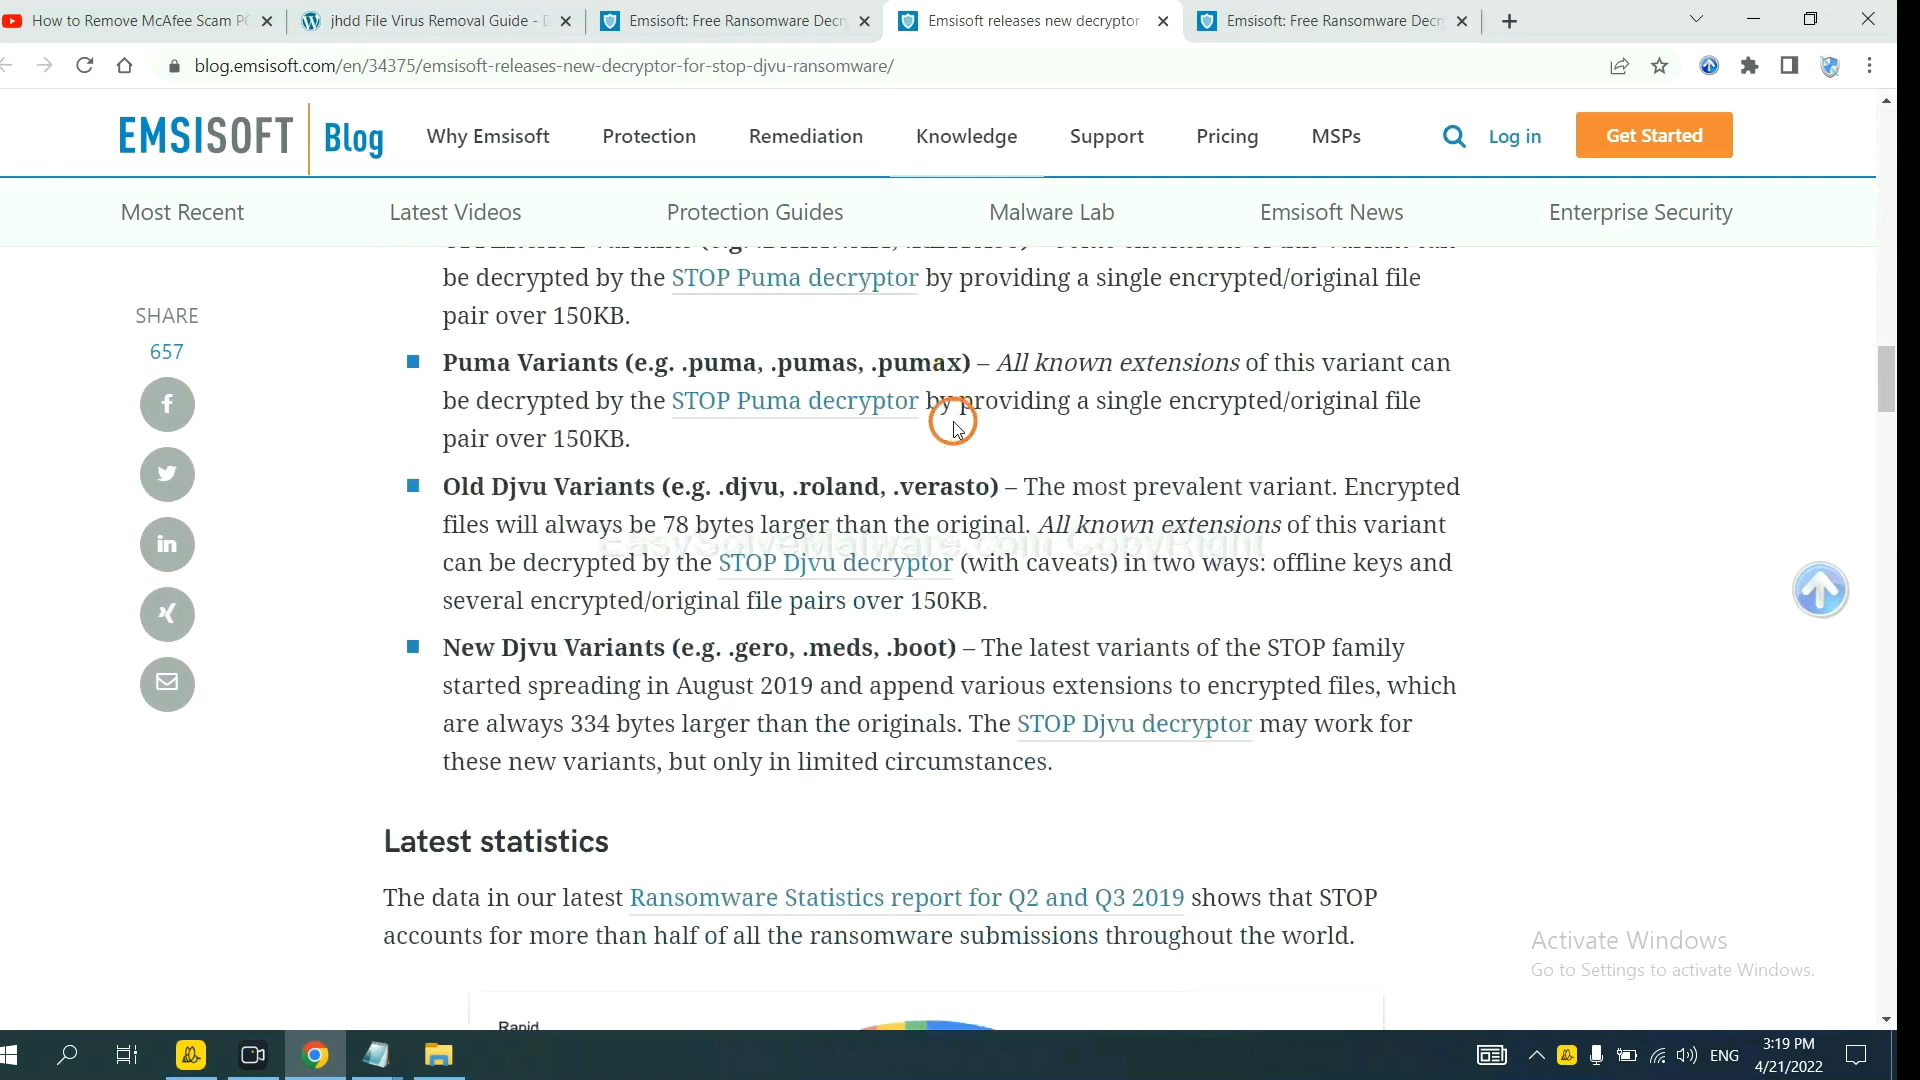 How to Remove McAfee Scam P
jhdd File Virus Removal Guide - D
Emsisoft: Free Ransomware Decry
Emsisoft releases new decryptor
Emsisoft: Free Ransomware Decry
blog.emsisoft.com/en/34375/emsisoft-releases-new-decryptor-for-stop-djvu-ransomware/
EMSISOFT Blog
Why Emsisoft
Protection
Remediation
Knowledge
Support
Pricing
MSPs
Log in
Get Started
Most Recent
Latest Videos
Protection Guides
Malware Lab
Emsisoft News
Enterprise Security
SHARE
657
be decrypted by the STOP Puma decryptor by providing a single encrypted/original file
pair over 150KB.
Puma Variants (e.g. .puma, .pumas, .pumax) – All known extensions of this variant can
be decrypted by the STOP Puma decryptor by providing a single encrypted/original file
pair over 150KB.
Old Djvu Variants (e.g. .djvu, .roland, .verasto) – The most prevalent variant. Encrypted
files will always be 78 bytes larger than the original. All known extensions of this variant
EasySolveMalware.com CopyRight
can be decrypted by the STOP Djvu decryptor (with caveats) in two ways: offline keys and
several encrypted/original file pairs over 150KB.
New Djvu Variants (e.g. .gero, .meds, .boot) – The latest variants of the STOP family
started spreading in August 2019 and append various extensions to encrypted files, which
are always 334 bytes larger than the originals. The STOP Djvu decryptor may work for
these new variants, but only in limited circumstances.
Latest statistics
The data in our latest Ransomware Statistics report for Q2 and Q3 2019 shows that STOP
accounts for more than half of all the ransomware submissions throughout the world.
Activate Windows
Go to Settings to activate Windows.
Rapid
ENG
3:19 PM
4/21/2022